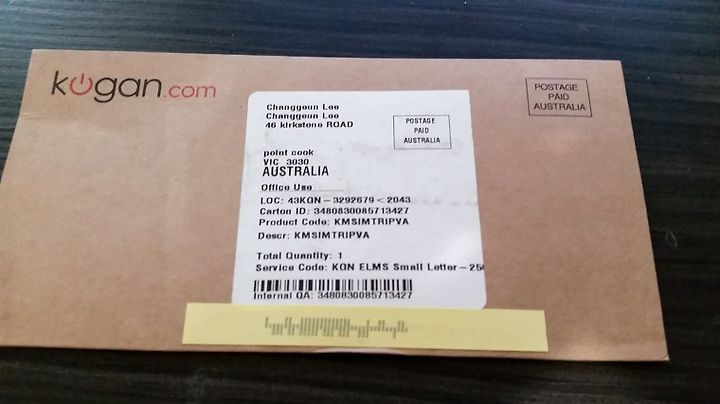 kogan.com
POSTAGE
PAID
AUSTRALIA
Changgeun Lee
Changgeun Lee
46 kirkstone ROAD
POSTAGE
PAID
AUSTRALIA
point cook
VIC 3030
AUSTRALIA
Office Use
LOC: 43KGN - 3292679 < 2043
Carton ID: 3480830085713427
Product Code: KMSIMTRIPVA
Descr: KMSIMTRIPVA
Total Quantity: 1
Service Code: KGN ELMS Small Letter - 250
Internal QA: 3480830085713427